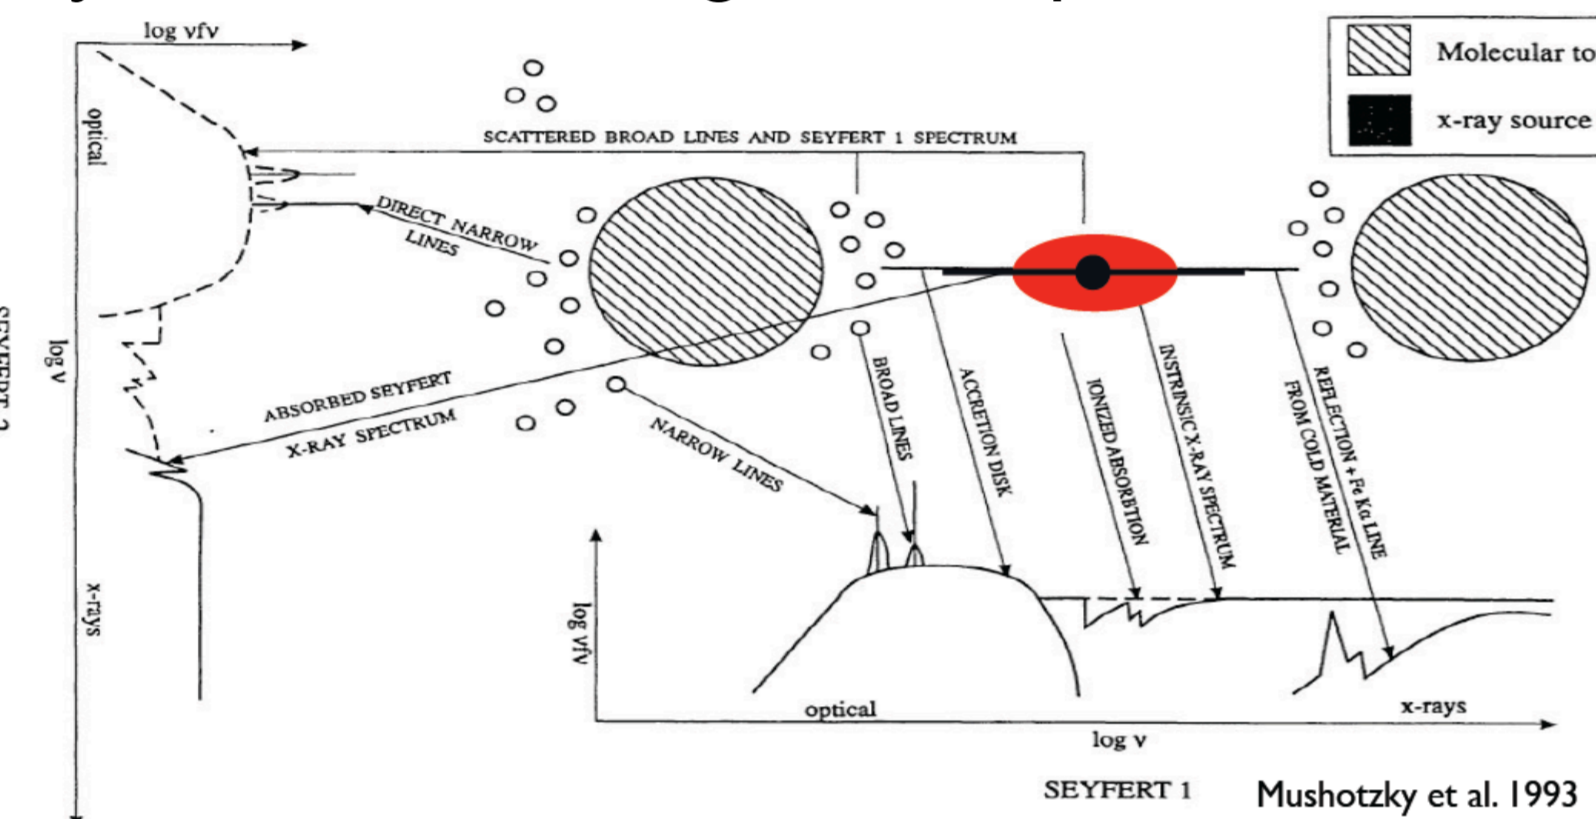 log νfν
Molecular to
x-ray source
optical
SCATTERED BROAD LINES AND SEYFERT 1 SPECTRUM
DIRECT NARROW
LINES
log ν
ABSORBED SEYFERT
X-RAY SPECTRUM
NARROW LINES
BROAD LINES
ACCRETION DISK
IONIZED ABSORBTION
INSTRINSIC X-RAY SPECTRUM
REFLECTION + Fe Kα LINE
FROM COLD MATERIAL
x-rays
log νfν
optical
x-rays
log ν
SEYFERT 1
Mushotzky et al. 1993